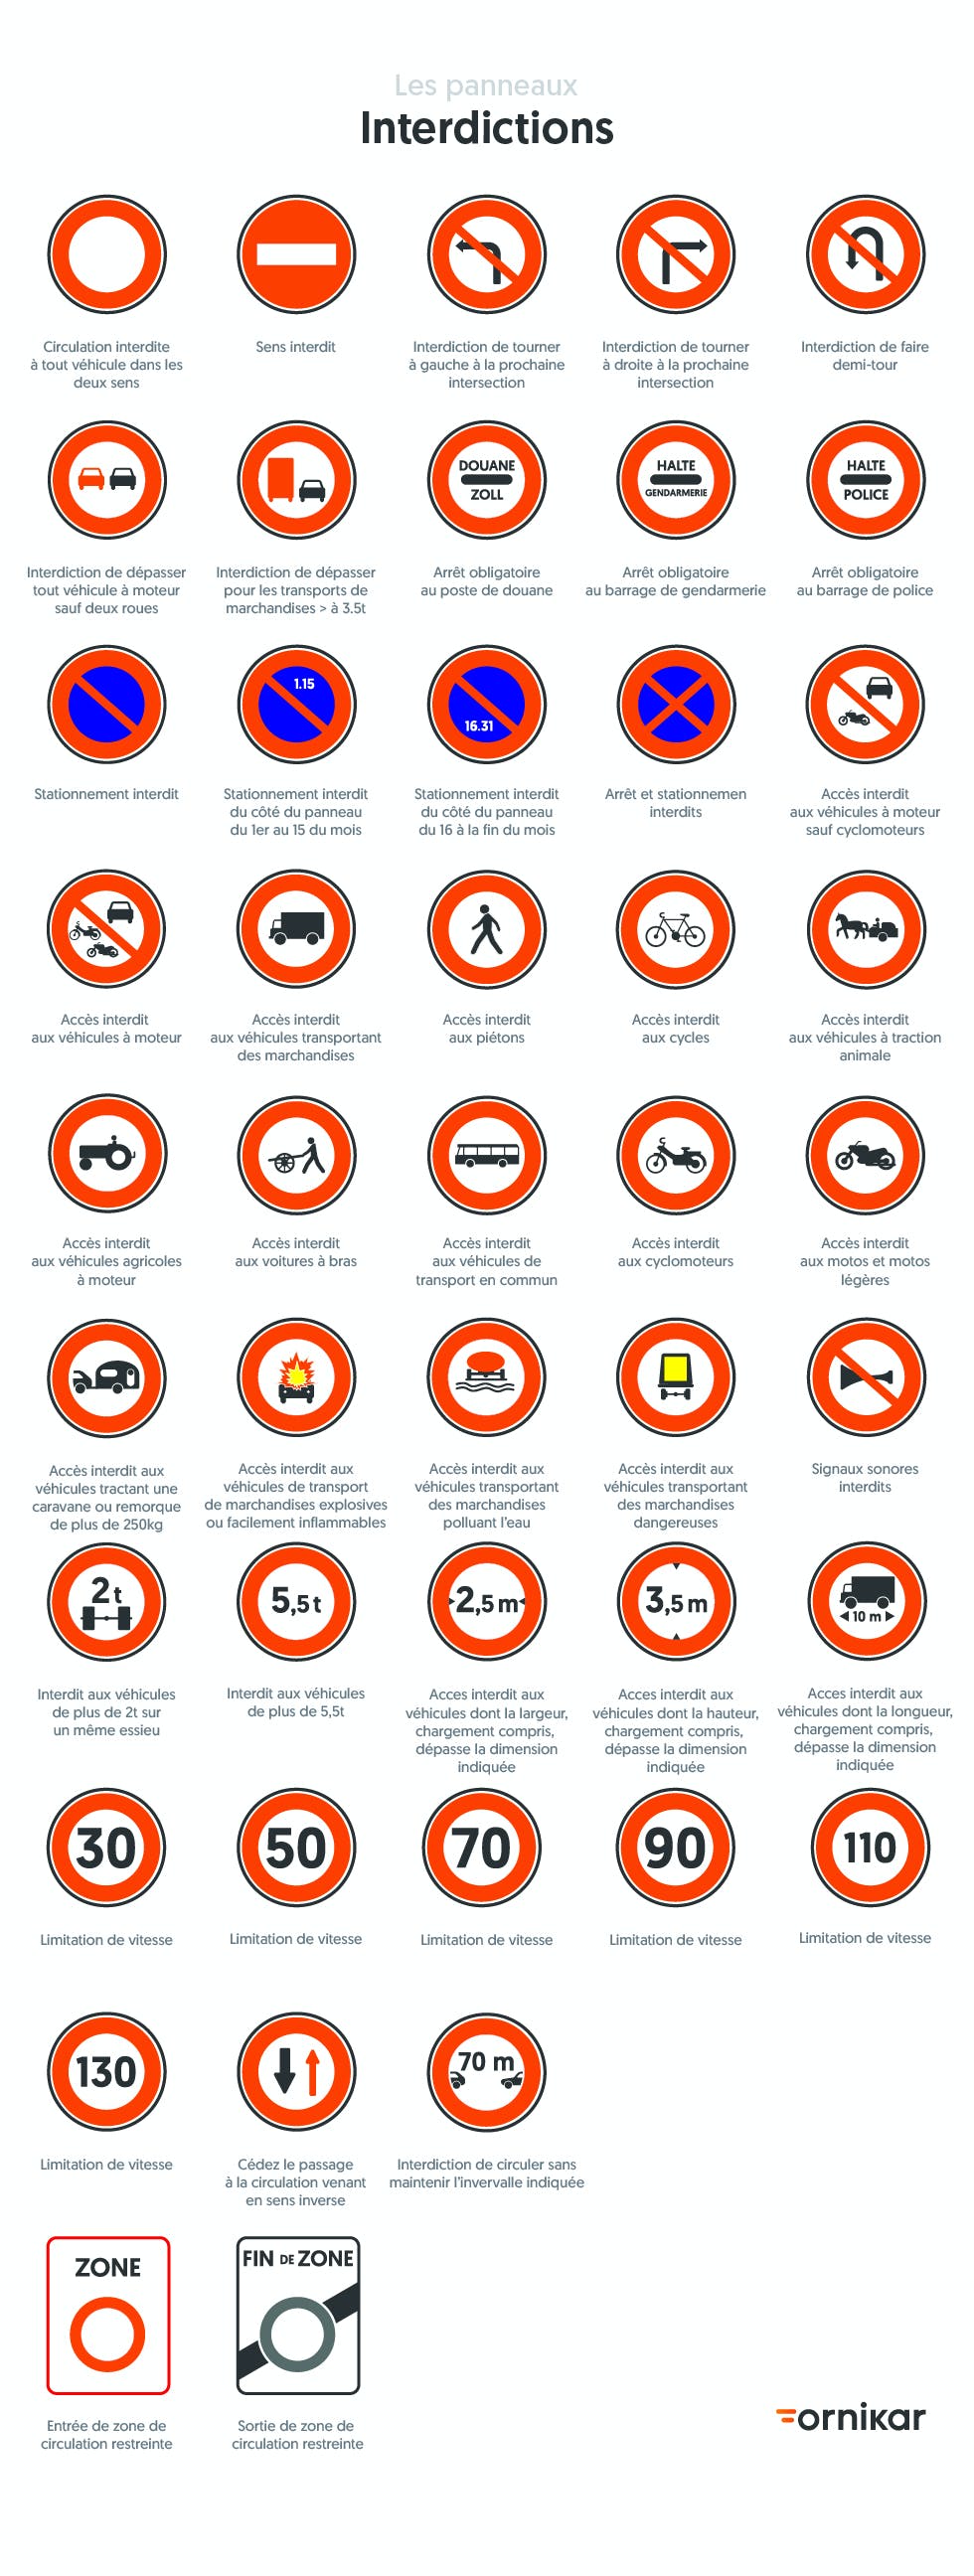 Les panneaux
Interdictions
Circulation interdite
à tout véhicule dans les
deux sens
Sens interdit
Interdiction de tourner
à gauche à la prochaine
intersection
Interdiction de tourner
à droite à la prochaine
intersection
Interdiction de faire
demi-tour
DOUANE
ZOLL
HALTE
GENDARMERIE
HALTE
POLICE
Interdiction de dépasser
tout véhicule à moteur
sauf deux roues
Interdiction de dépasser
pour les transports de
marchandises > à 3.5t
Arrêt obligatoire
au poste de douane
Arrêt obligatoire
au barrage de gendarmerie
Arrêt obligatoire
au barrage de police
1.15
16.31
Stationnement interdit
Stationnement interdit
du côté du panneau
du 1er au 15 du mois
Stationnement interdit
du côté du panneau
du 16 à la fin du mois
Arrêt et stationnemen
interdits
Accès interdit
aux véhicules à moteur
sauf cyclomoteurs
Accès interdit
aux véhicules à moteur
Accès interdit
aux véhicules transportant
des marchandises
Accès interdit
aux piétons
Accès interdit
aux cycles
Accès interdit
aux véhicules à traction
animale
Accès interdit
aux véhicules agricoles
à moteur
Accès interdit
aux voitures à bras
Accès interdit
aux véhicules de
transport en commun
Accès interdit
aux cyclomoteurs
Accès interdit
aux motos et motos
légères
Accès interdit aux
véhicules tractant une
caravane ou remorque
de plus de 250kg
Accès interdit aux
véhicules de transport
de marchandises explosives
ou facilement inflammables
Accès interdit aux
véhicules transportant
des marchandises
polluant l'eau
Accès interdit aux
véhicules transportant
des marchandises
dangereuses
Signaux sonores
interdits
2t
5,5t
2,5m
3,5m
10 m
Interdit aux véhicules
de plus de 2t sur
un même essieu
Interdit aux véhicules
de plus de 5,5t
Acces interdit aux
véhicules dont la largeur,
chargement compris,
dépasse la dimension
indiquée
Acces interdit aux
véhicules dont la hauteur,
chargement compris,
dépasse la dimension
indiquée
Acces interdit aux
véhicules dont la longueur,
chargement compris,
dépasse la dimension
indiquée
30
50
70
90
110
Limitation de vitesse
Limitation de vitesse
Limitation de vitesse
Limitation de vitesse
Limitation de vitesse
130
70 m
Limitation de vitesse
Cédez le passage
à la circulation venant
en sens inverse
Interdiction de circuler sans
maintenir l'invervalle indiquée
ZONE
FIN DE ZONE
Entrée de zone de
circulation restreinte
Sortie de zone de
circulation restreinte
ornikar